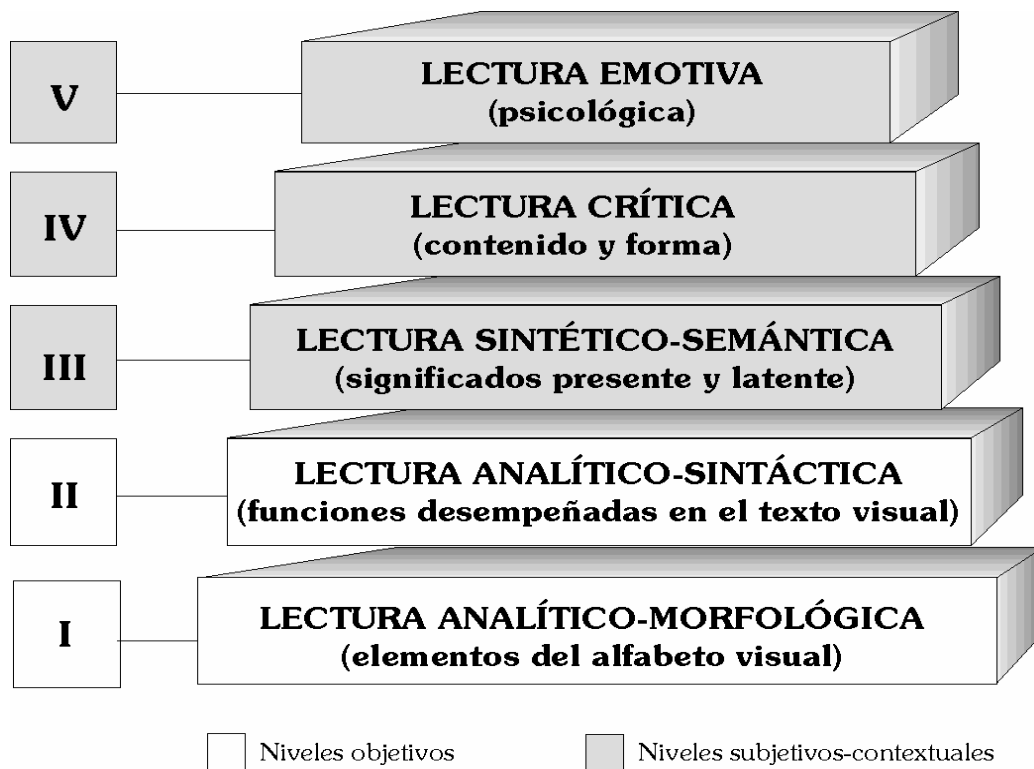 V
LECTURA EMOTIVA
(psicológica)
IV
LECTURA CRÍTICA
(contenido y forma)
III
LECTURA SINTÉTICO-SEMÁNTICA
(significados presente y latente)
II
LECTURA ANALÍTICO-SINTÁCTICA
(funciones desempeñadas en el texto visual)
I
LECTURA ANALÍTICO-MORFOLÓGICA
(elementos del alfabeto visual)
Niveles objetivos
Niveles subjetivos-contextuales